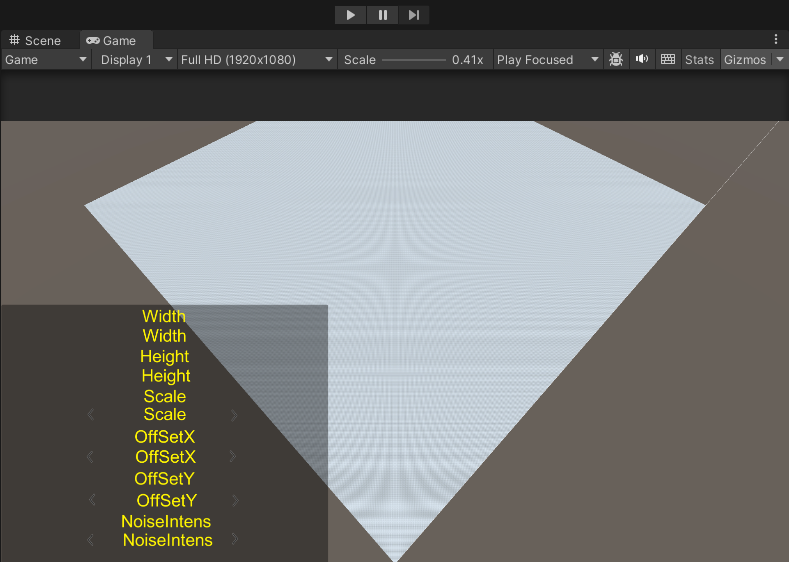 Scene Game
Game Display 1 Full HD (1920x1080) Scale 0.41x Play Focused Stats Gizmos
Width
Width
Height
Height
Scale
Scale
OffSetX
OffSetX
OffSetY
OffSetY
NoiseIntens
NoiseIntens